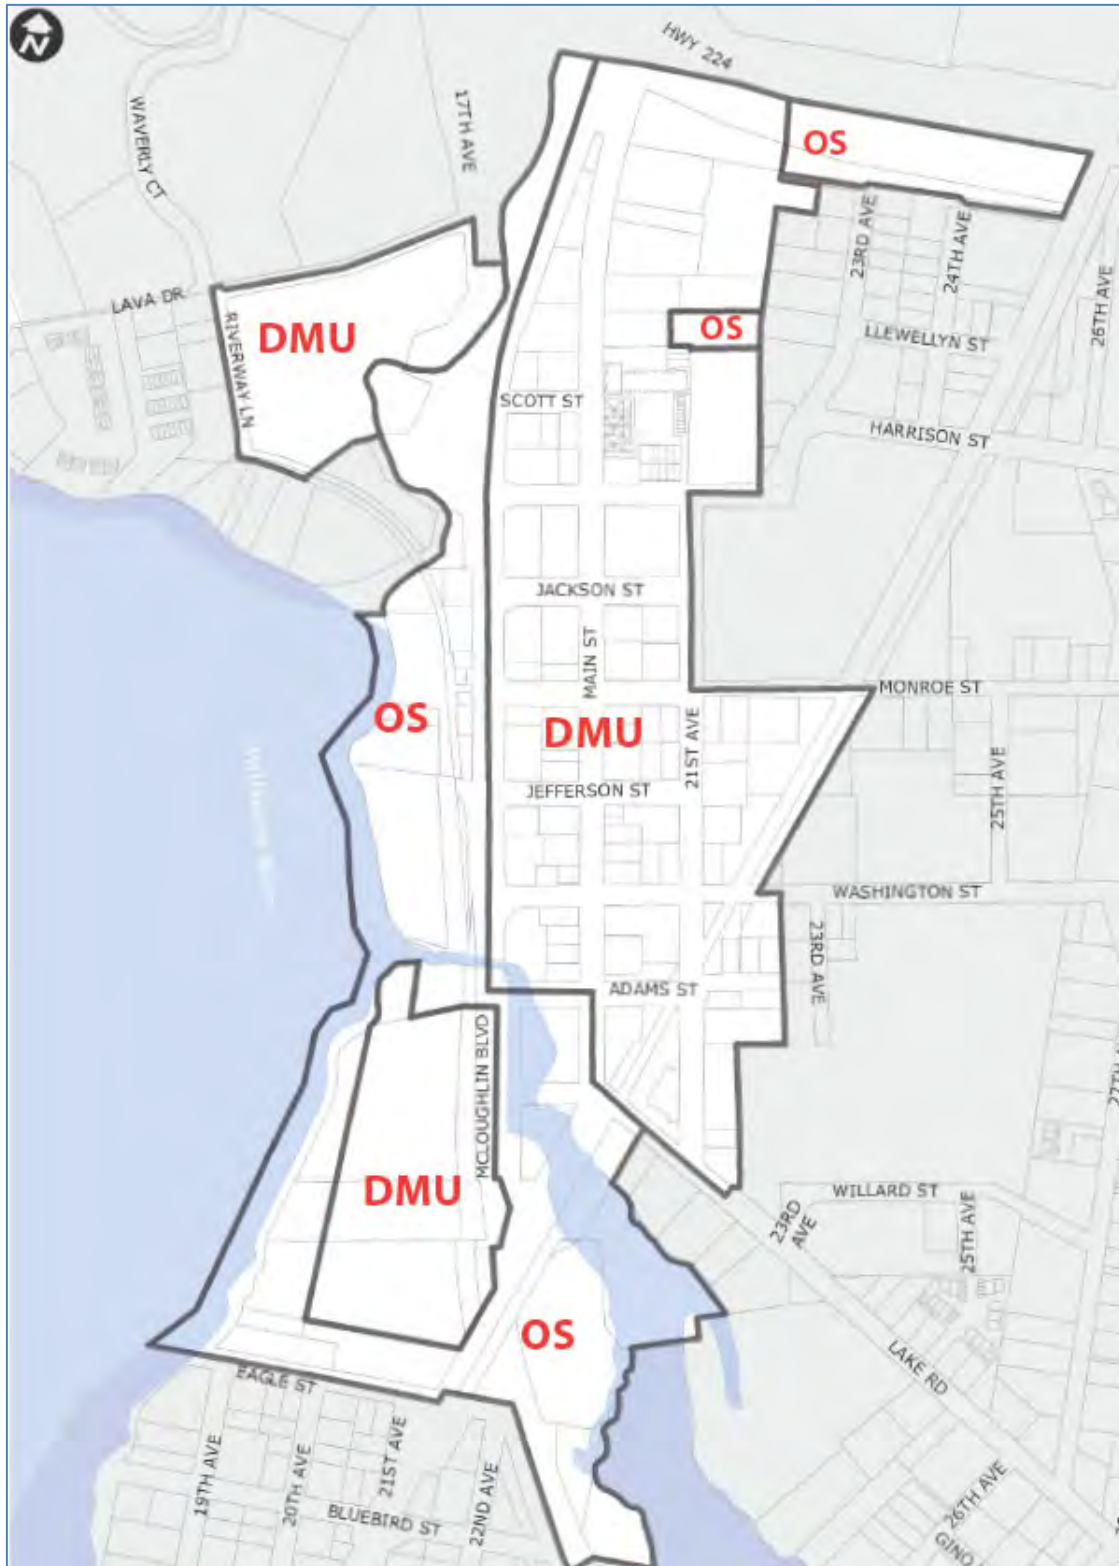 N
HWY 224
WAVERLY CT
17TH AVE
OS
23RD AVE
24TH AVE
26TH AVE
LAVA DR
RIVERWAY LN
DMU
OS
LLEWELLYN ST
SCOTT ST
HARRISON ST
JACKSON ST
MAIN ST
MONROE ST
OS
DMU
21ST AVE
JEFFERSON ST
25TH AVE
WASHINGTON ST
23RD AVE
ADAMS ST
MCLOUGHLIN BLVD
DMU
WILLARD ST
23RD
AVE
25TH AVE
OS
LAKE RD
EAGLE ST
19TH AVE
20TH AVE
21ST AVE
22ND AVE
BLUEBIRD ST
26TH AVE
GINO